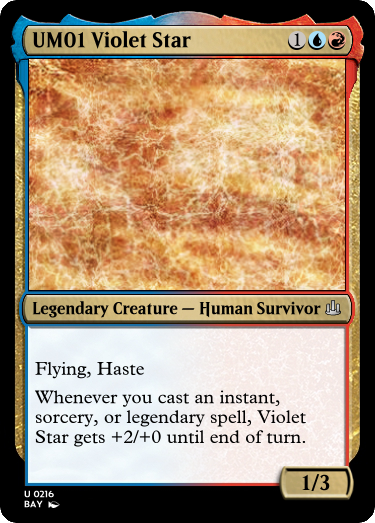 UM01 Violet Star 1
Legendary Creature — Human Survivor
Flying, Haste
Whenever you cast an instant,
sorcery, or legendary spell, Violet
Star gets +2/+0 until end of turn.
1/3
U 0216
BAY